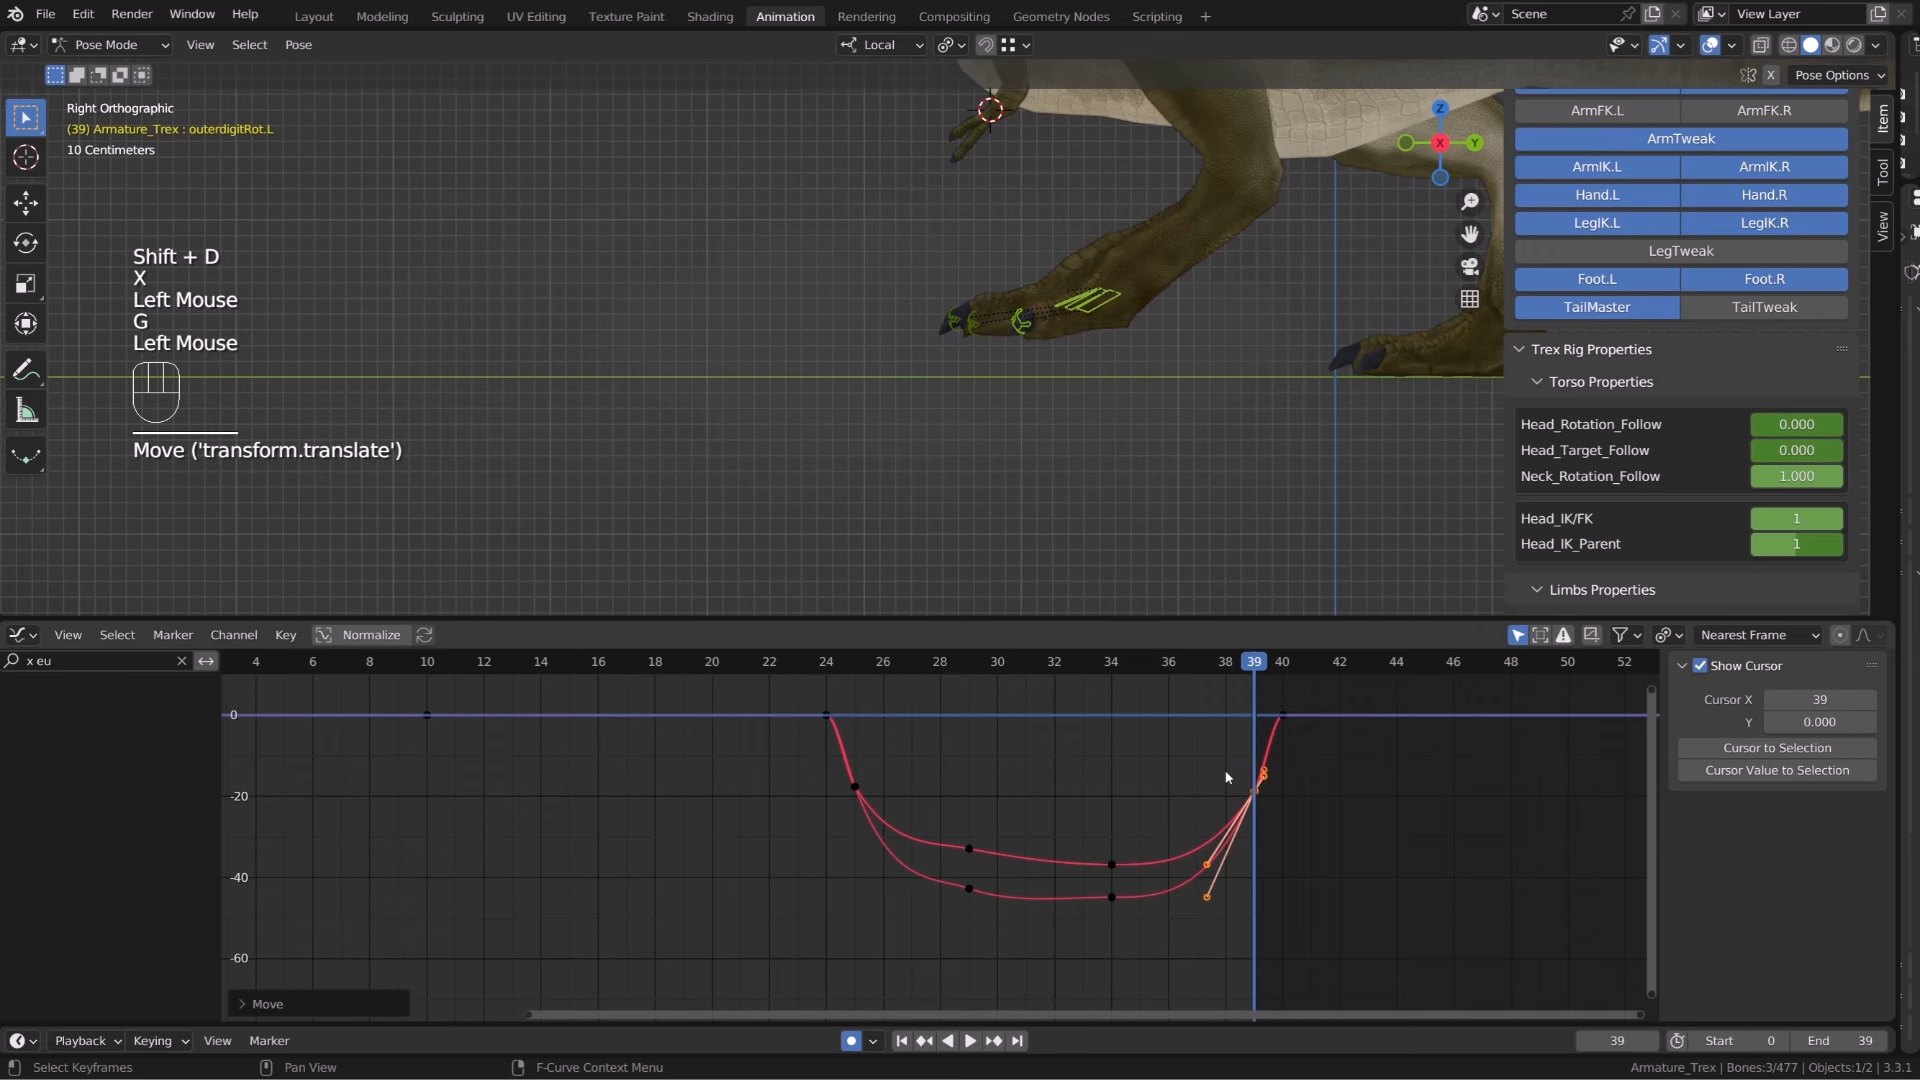 File Edit Render Window Help Layout Modeling Sculpting UV Editing Texture Paint Shading Animation Rendering Compositing Geometry Nodes Scripting + Scene View Layer
Pose Mode View Select Pose Local
X Pose Options
Right Orthographic
(39) Armature_Trex : outerdigitRot.L
10 Centimeters
Shift + D
X
Left Mouse
G
Left Mouse
Move ('transform.translate')
Z
X
Y
ArmFK.L ArmFK.R
ArmTweak
ArmIK.L ArmIK.R
Hand.L Hand.R
LegIK.L LegIK.R
LegTweak
Foot.L Foot.R
TailMaster TailTweak
Item
Tool
View
Trex Rig Properties
Torso Properties
Head_Rotation_Follow 0.000
Head_Target_Follow 0.000
Neck_Rotation_Follow 1.000
Head_IK/FK 1
Head_IK_Parent 1
Limbs Properties
View Select Marker Channel Key Normalize Nearest Frame
x eu
4 6 8 10 12 14 16 18 20 22 24 26 28 30 32 34 36 38 39 40 42 44 46 48 50 52
0
-20
-40
-60
Show Cursor
Cursor X 39
Y 0.000
Cursor to Selection
Cursor Value to Selection
Move
Playback Keying View Marker 39 Start 0 End 39
Select Keyframes Pan View F-Curve Context Menu Armature_Trex | Bones:3/477 | Objects:1/2 | 3.3.1